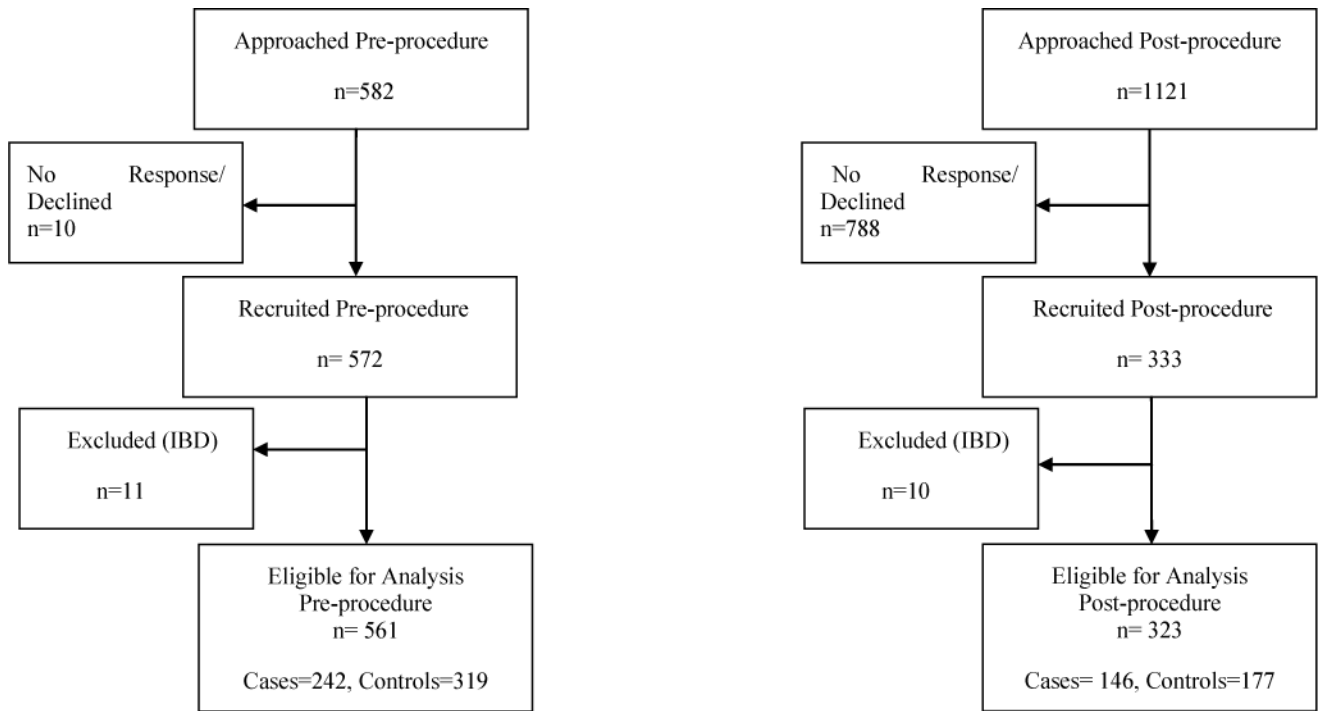 Approached Pre-procedure
n=582
No Response/
Declined
n=10
Recruited Pre-procedure
n= 572
Excluded (IBD)
n=11
Eligible for Analysis
Pre-procedure
n= 561
Cases=242, Controls=319
Approached Post-procedure
n=1121
No Response/
Declined
n=788
Recruited Post-procedure
n= 333
Excluded (IBD)
n=10
Eligible for Analysis
Post-procedure
n= 323
Cases= 146, Controls=177